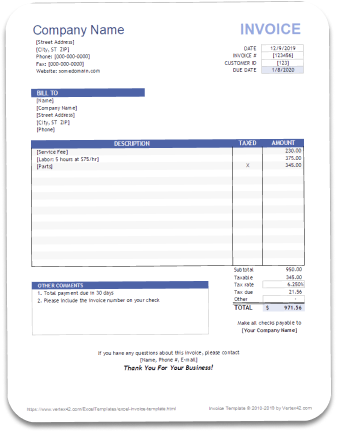 Company Name
INVOICE
[Street Address]
[City, ST ZIP]
Phone: [000-000-0000]
Fax: [000-000-0000]
Website: somedomain.com
DATE 12/9/2019
INVOICE # [123456]
CUSTOMER ID [123]
DUE DATE 1/8/2020
BILL TO
[Name]
[Company Name]
[Street Address]
[City, ST ZIP]
[Phone]
DESCRIPTION TAXED AMOUNT
[Service Fee] 230.00
[Labor: 5 hours at $75/hr] 375.00
[Parts] X 345.00
Subtotal 950.00
Taxable 345.00
Tax rate 6.250%
Tax due 21.56
Other -
TOTAL $ 971.56
OTHER COMMENTS
1. Total payment due in 30 days
2. Please include the invoice number on your check
Make all checks payable to
[Your Company Name]
If you have any questions about this invoice, please contact
[Name, Phone #, E-mail]
Thank You For Your Business!
https://www.vertex42.com/ExcelTemplates/excel-invoice-template.html
Invoice Template © 2010-2019 by Vertex42.com